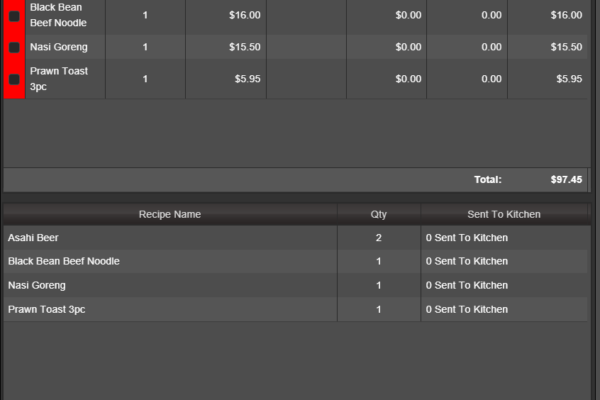 Black Bean Beef Noodle 1 $16.00 $0.00 0.00 $16.00
Nasi Goreng 1 $15.50 $0.00 0.00 $15.50
Prawn Toast 3pc 1 $5.95 $0.00 0.00 $5.95
Total: $97.45
Recipe Name Qty Sent To Kitchen
Asahi Beer 2 0 Sent To Kitchen
Black Bean Beef Noodle 1 0 Sent To Kitchen
Nasi Goreng 1 0 Sent To Kitchen
Prawn Toast 3pc 1 0 Sent To Kitchen